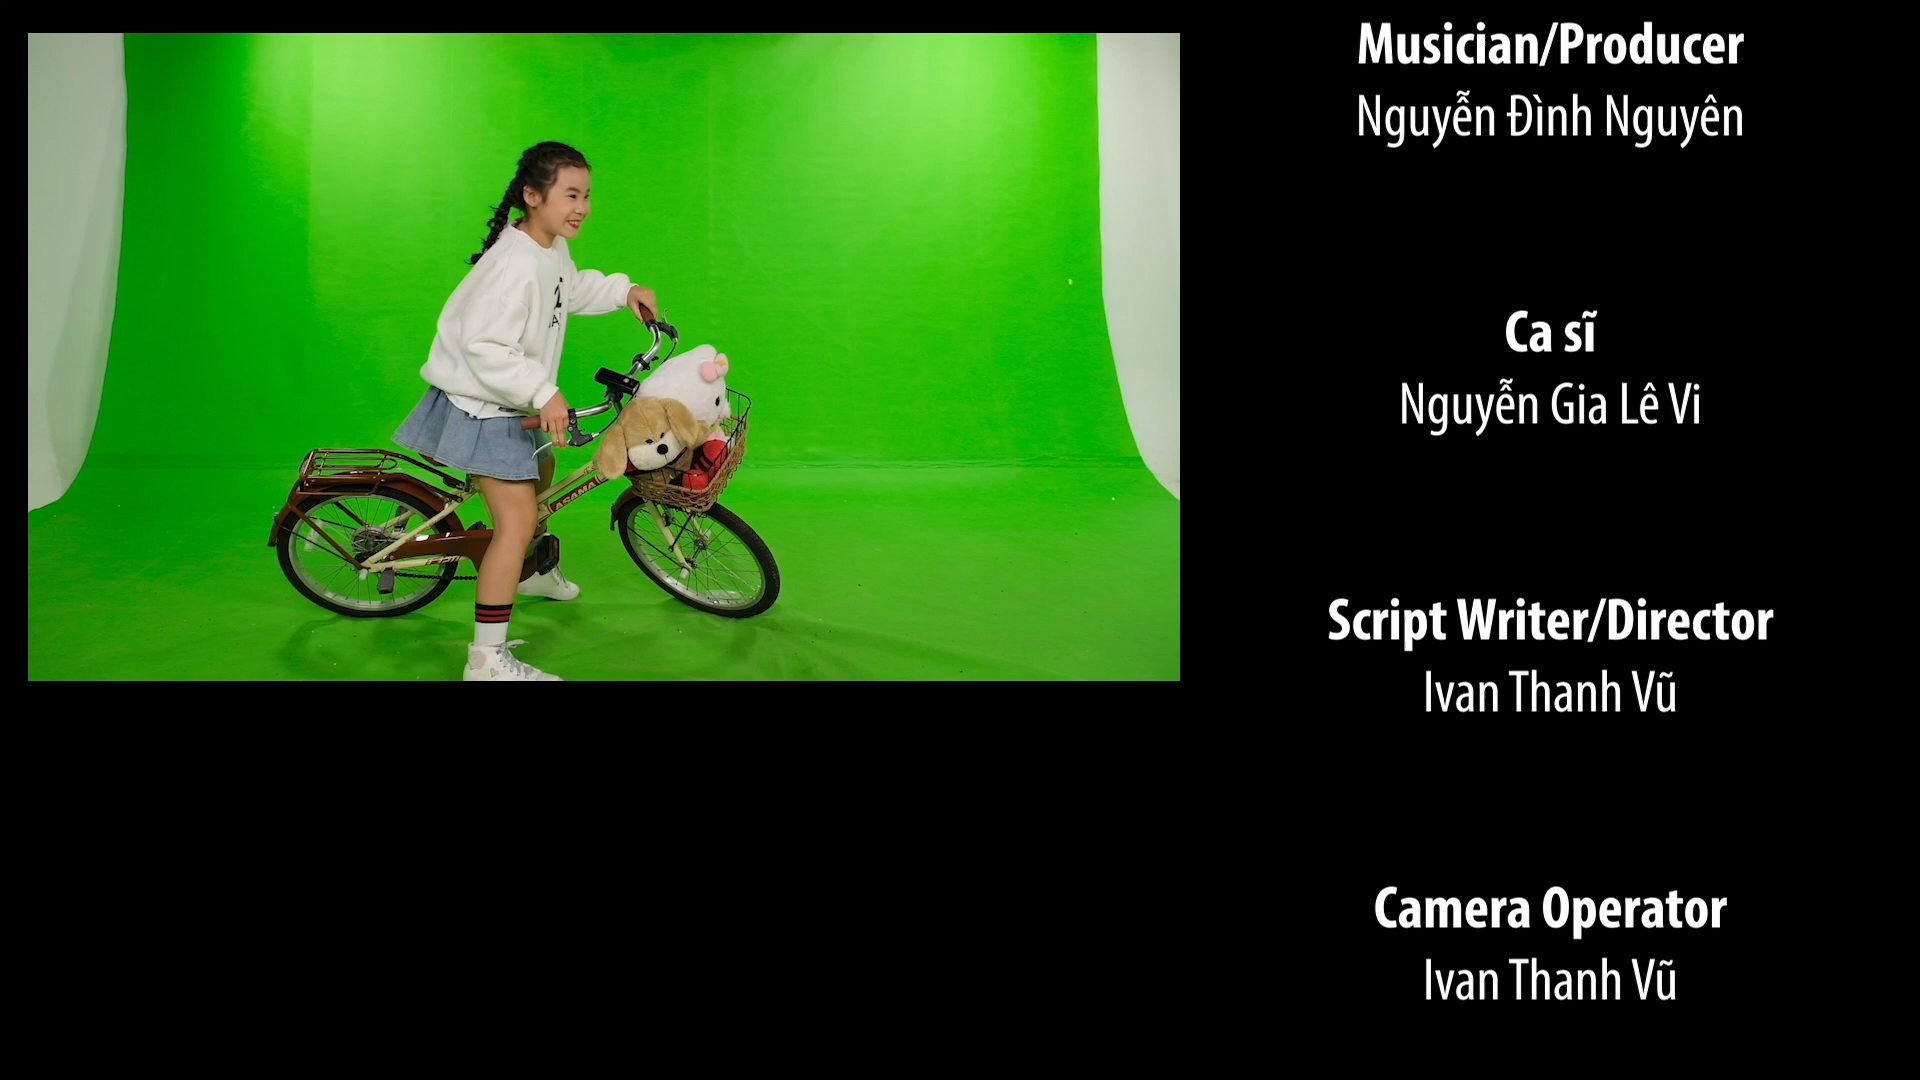 Musician/Producer
Nguyễn Đình Nguyên
Ca sĩ
Nguyễn Gia Lê Vi
Script Writer/Director
Ivan Thanh Vũ
Camera Operator
Ivan Thanh Vũ
ASAMA